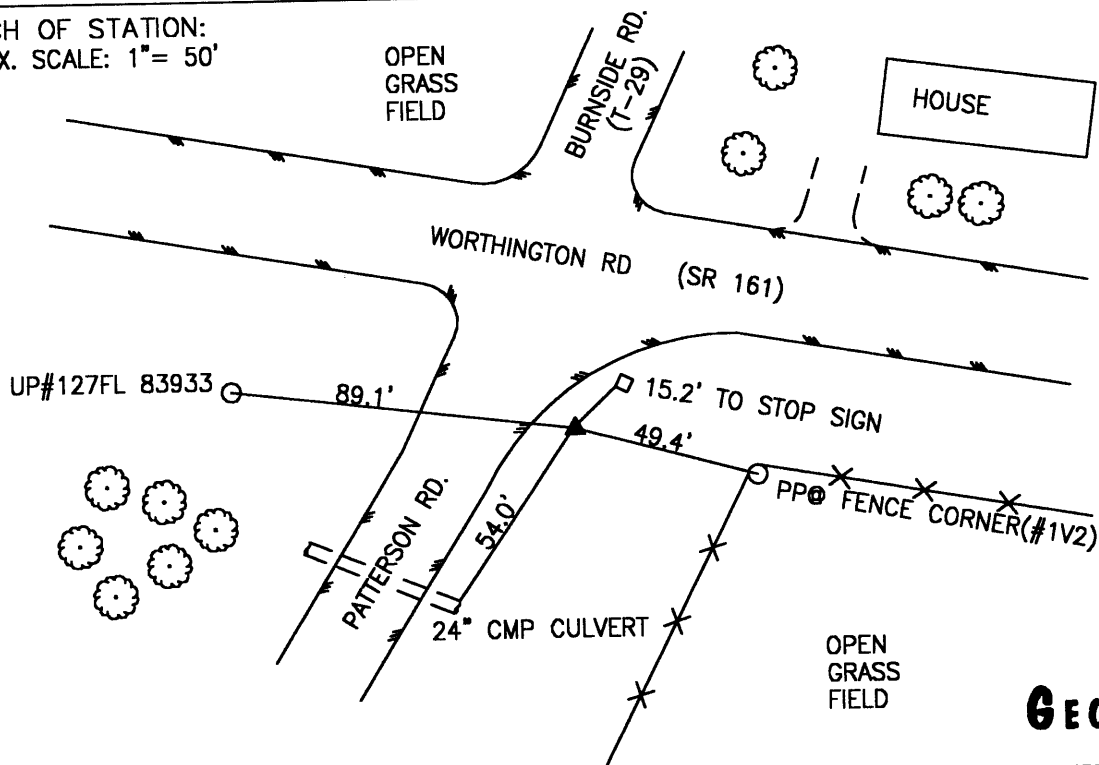 CH OF STATION:
X. SCALE: 1"= 50'
OPEN
GRASS
FIELD
BURNSIDE RD.
(T-29)
HOUSE
WORTHINGTON RD (SR 161)
UP#127FL 83933
89.1'
15.2' TO STOP SIGN
49.4'
PP@ FENCE CORNER(#1V2)
54.0'
PATTERSON RD.
24" CMP CULVERT
OPEN
GRASS
FIELD
GEO